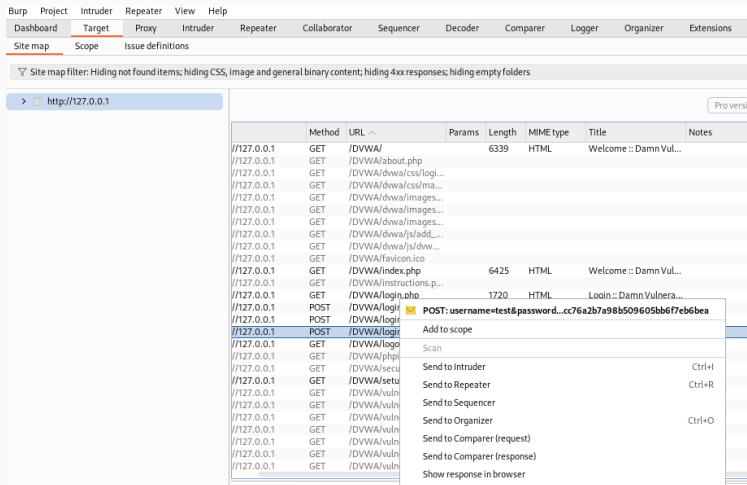 Burp Project Intruder Repeater View Help
Dashboard Target Proxy Intruder Repeater Collaborator Sequencer Decoder Comparer Logger Organizer Extensions
Site map Scope Issue definitions
Site map filter: Hiding not found items; hiding CSS, image and general binary content; hiding 4xx responses; hiding empty folders
http://127.0.0.1
Pro versi
Method URL Params Length MIME type Title Notes
//127.0.0.1 GET /DVWA/ 6339 HTML Welcome :: Damn Vul...
//127.0.0.1 GET /DVWA/about.php
//127.0.0.1 GET /DVWA/dvwa/css/logi...
//127.0.0.1 GET /DVWA/dvwa/css/ma...
//127.0.0.1 GET /DVWA/dvwa/images...
//127.0.0.1 GET /DVWA/dvwa/images...
//127.0.0.1 GET /DVWA/dvwa/images...
//127.0.0.1 GET /DVWA/dvwa/js/add_...
//127.0.0.1 GET /DVWA/dvwa/js/dvw...
//127.0.0.1 GET /DVWA/favicon.ico
//127.0.0.1 GET /DVWA/index.php 6425 HTML Welcome :: Damn Vul...
//127.0.0.1 GET /DVWA/instructions.p...
//127.0.0.1 GET /DVWA/login.php 1720 HTML Login :: Damn Vulnera...
//127.0.0.1 POST /DVWA/login
//127.0.0.1 POST /DVWA/login
//127.0.0.1 POST /DVWA/login
//127.0.0.1 GET /DVWA/logo
//127.0.0.1 GET /DVWA/phpi
//127.0.0.1 GET /DVWA/secu
//127.0.0.1 GET /DVWA/setu
//127.0.0.1 GET /DVWA/vuln
//127.0.0.1 GET /DVWA/vuln
//127.0.0.1 GET /DVWA/vuln
//127.0.0.1 GET /DVWA/vuln
//127.0.0.1 GET /DVWA/vuln
//127.0.0.1 GET /DVWA/vuln
//127.0.0.1 GET /DVWA/vuln
POST: username=test&password...cc76a2b7a98b509605bb6f7eb6bea
Add to scope
Scan
Send to Intruder Ctrl+I
Send to Repeater Ctrl+R
Send to Sequencer
Send to Organizer Ctrl+O
Send to Comparer (request)
Send to Comparer (response)
Show response in browser